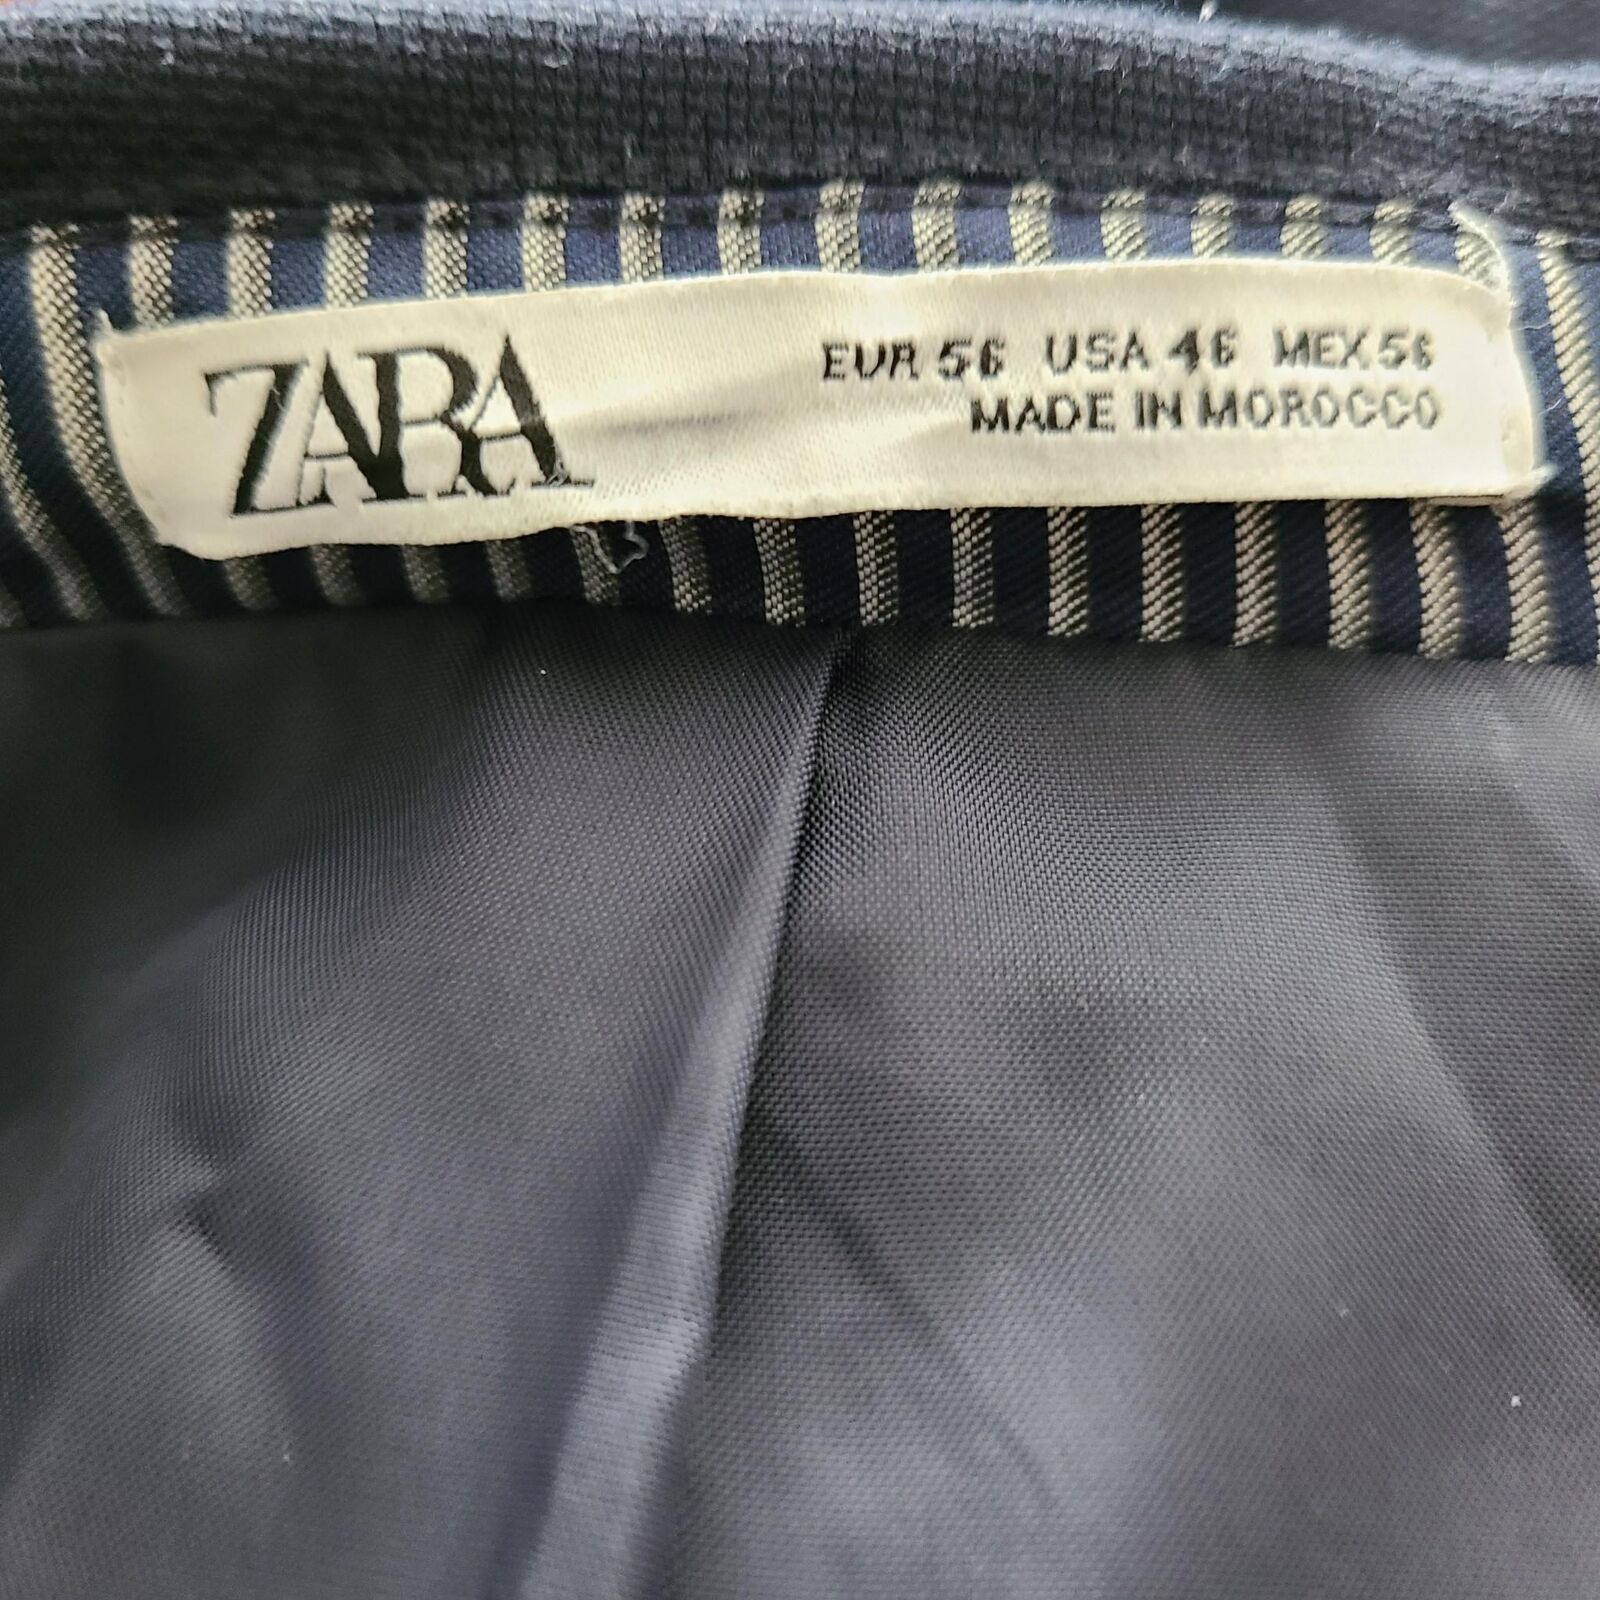 ZARA
EUR 56 USA 46 MEX 56
MADE IN MOROCCO